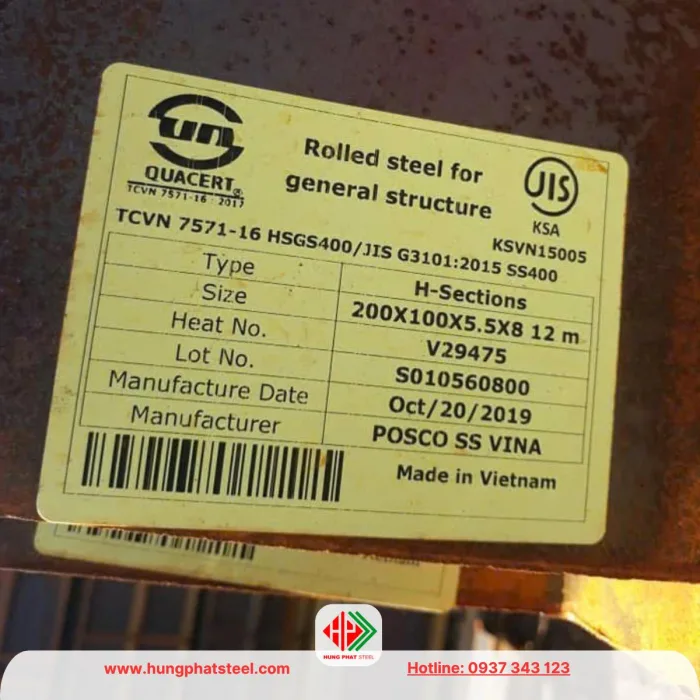 QUACERT®
TCVN 7571-16 : 2017
Rolled steel for
general structure
JIS
KSA
KSVN15005
TCVN 7571-16 HSGS400/JIS G3101:2015 SS400
Type H-Sections
Size 200X100X5.5X8 12 m
Heat No. V29475
Lot No. S010560800
Manufacture Date Oct/20/2019
Manufacturer POSCO SS VINA
Made in Vietnam
HUNG PHAT STEEL
www.hungphatsteel.com
Hotline: 0937 343 123